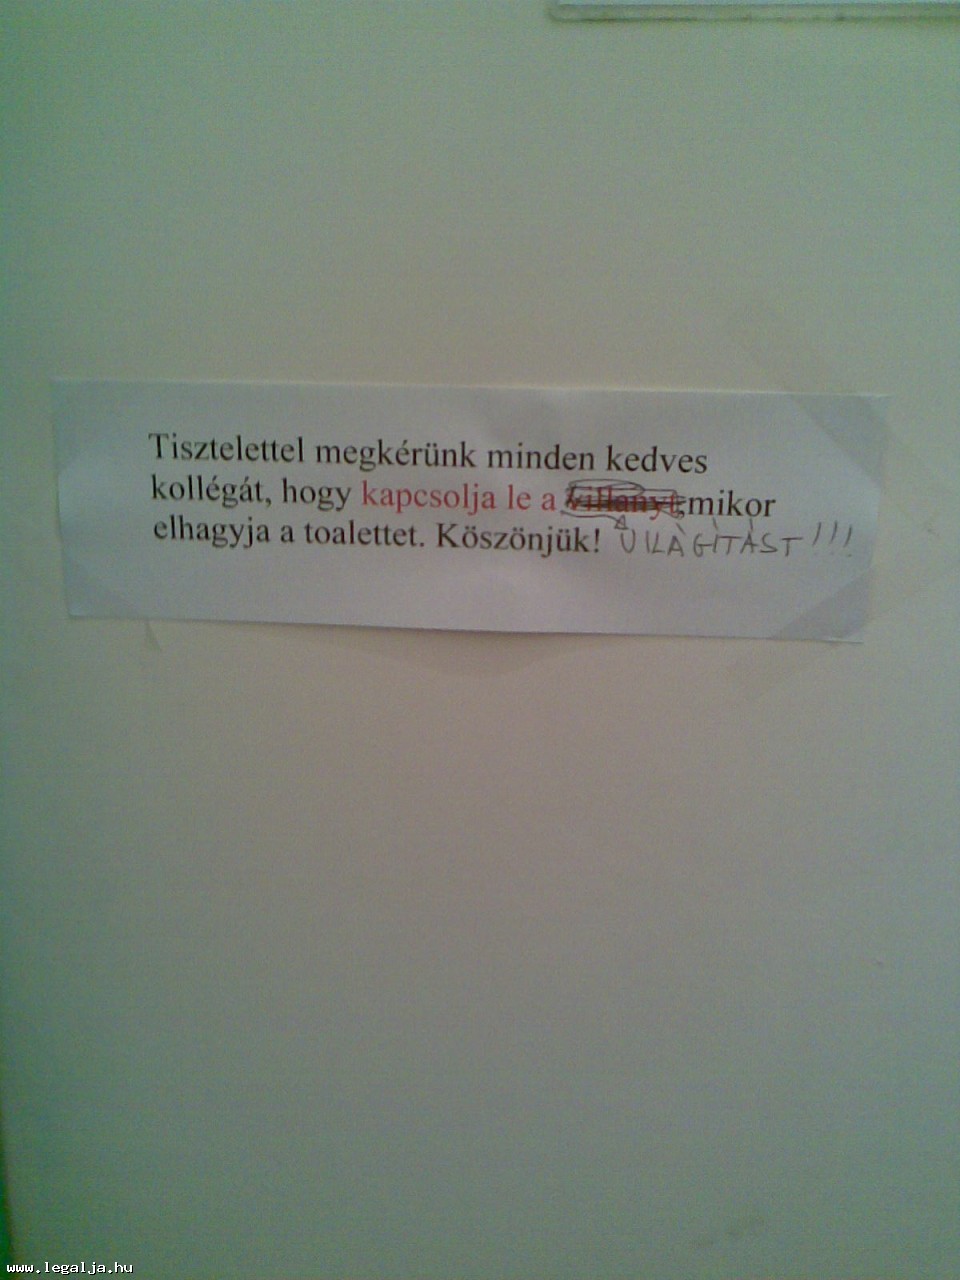 Tisztelettel megkérünk minden kedves
kollégát, hogy kapcsolja le a villanyt mikor
elhagyja a toalettet. Köszönjük! VILÁGÍTÁST!!!
www.legalja.hu